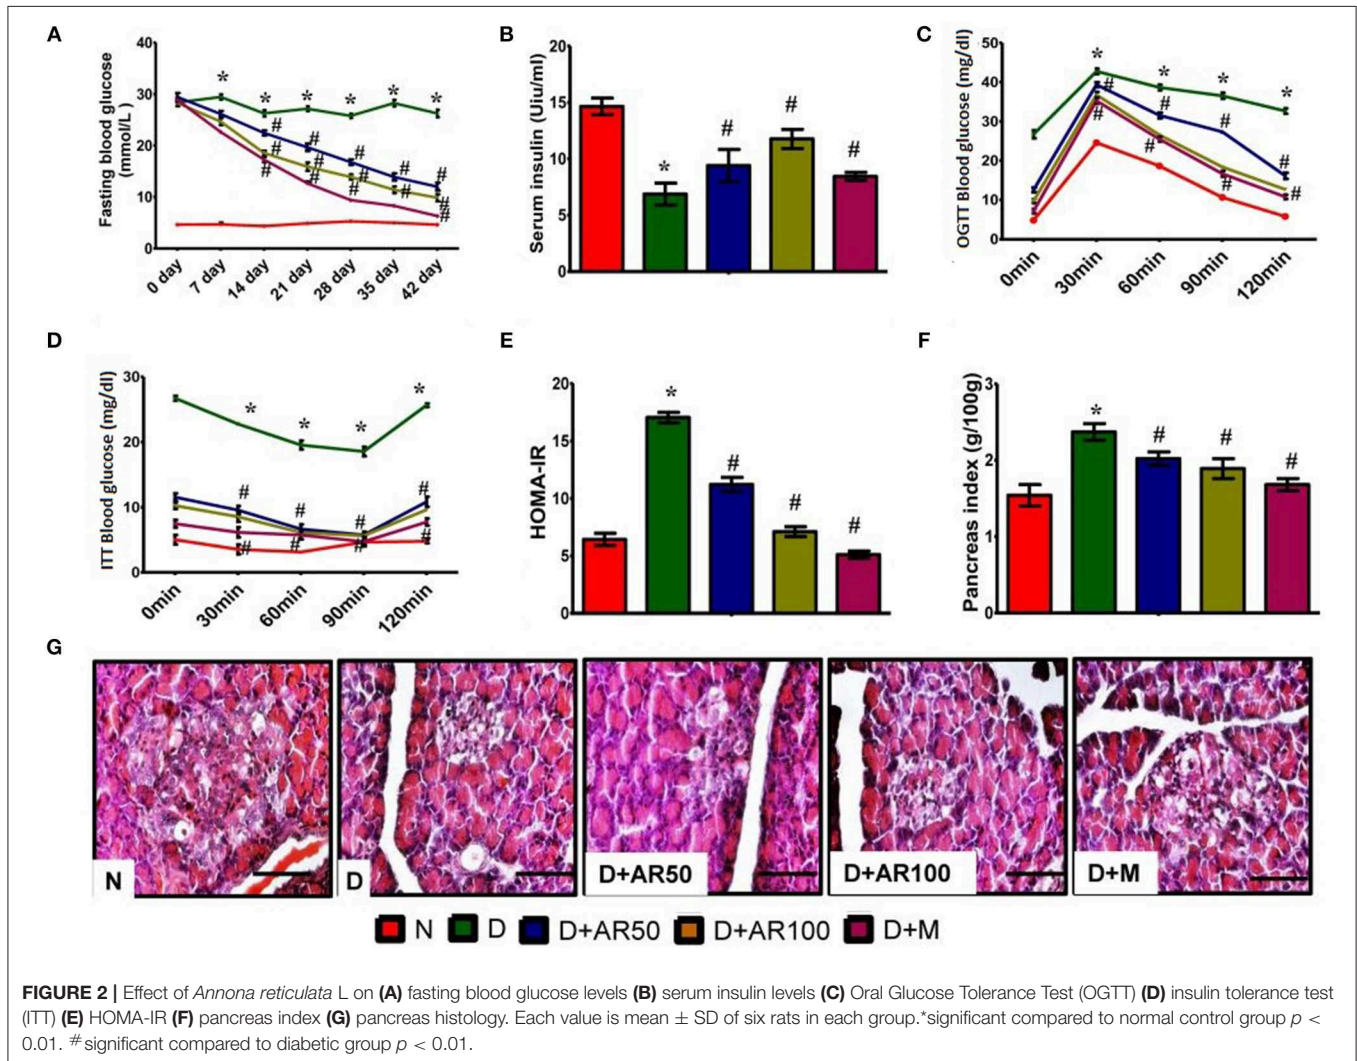 A
Fasting blood glucose
(mmol/L )
40
30
20
10
0
* * * * * * *
# # # # #
# # # # #
# # # #
0 day 7 day 14 day 21 day 28 day 35 day 42 day
B
Serum insulin (Uiu/ml)
20
15
10
5
0
* # # #
C
OGTT Blood glucose (mg/dl)
50
40
30
20
10
0
* * * *
# # # #
# # # #
0min 30min 60min 90min 120min
D
ITT Blood glucose (mg/dl)
30
20
10
0
* * * *
# # #
# # # #
0min 30min 60min 90min 120min
E
HOMA-IR
20
15
10
5
0
* # # #
F
Pancreas index (g/100g)
3
2
1
0
* # # #
G
N D D+AR50 D+AR100 D+M
N D D+AR50 D+AR100 D+M
FIGURE 2 | Effect of Annona reticulata L on (A) fasting blood glucose levels (B) serum insulin levels (C) Oral Glucose Tolerance Test (OGTT) (D) insulin tolerance test
(ITT) (E) HOMA-IR (F) pancreas index (G) pancreas histology. Each value is mean ± SD of six rats in each group.*significant compared to normal control group p <
0.01. #significant compared to diabetic group p < 0.01.